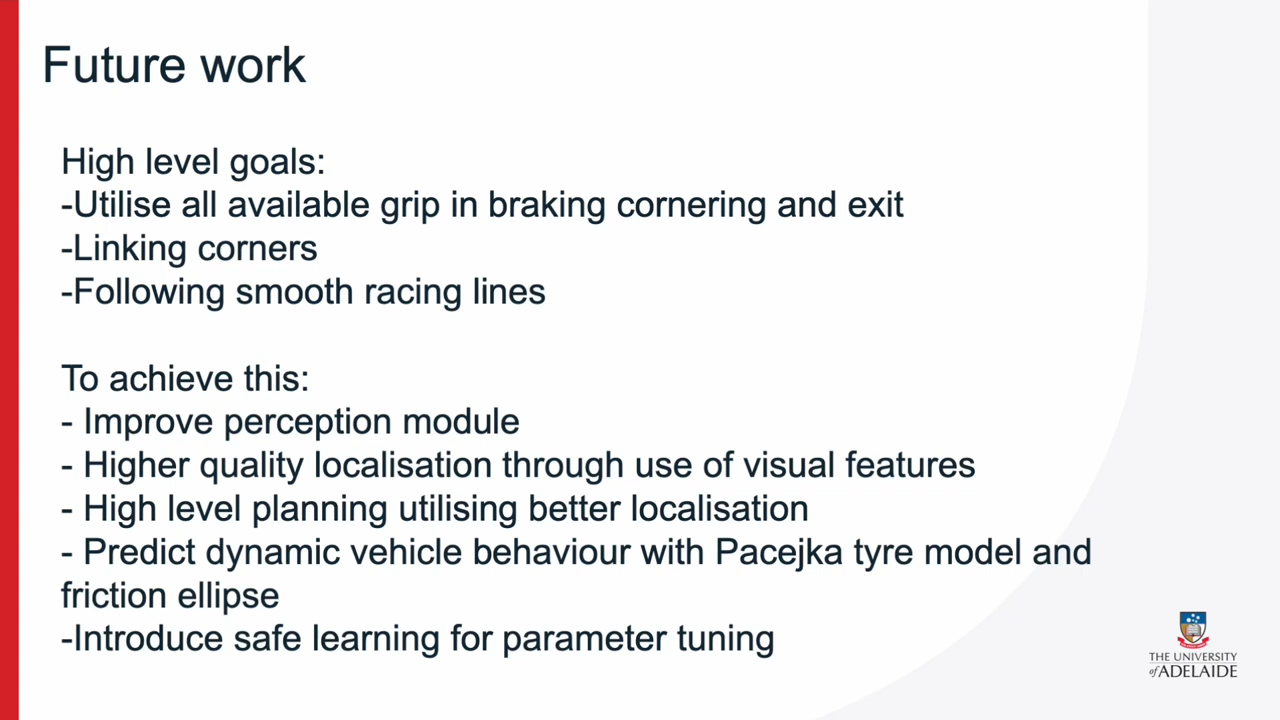 Future work
High level goals:
-Utilise all available grip in braking cornering and exit
-Linking corners
-Following smooth racing lines
To achieve this:
- Improve perception module
- Higher quality localisation through use of visual features
- High level planning utilising better localisation
- Predict dynamic vehicle behaviour with Pacejka tyre model and
friction ellipse
-Introduce safe learning for parameter tuning
THE UNIVERSITY
of ADELAIDE